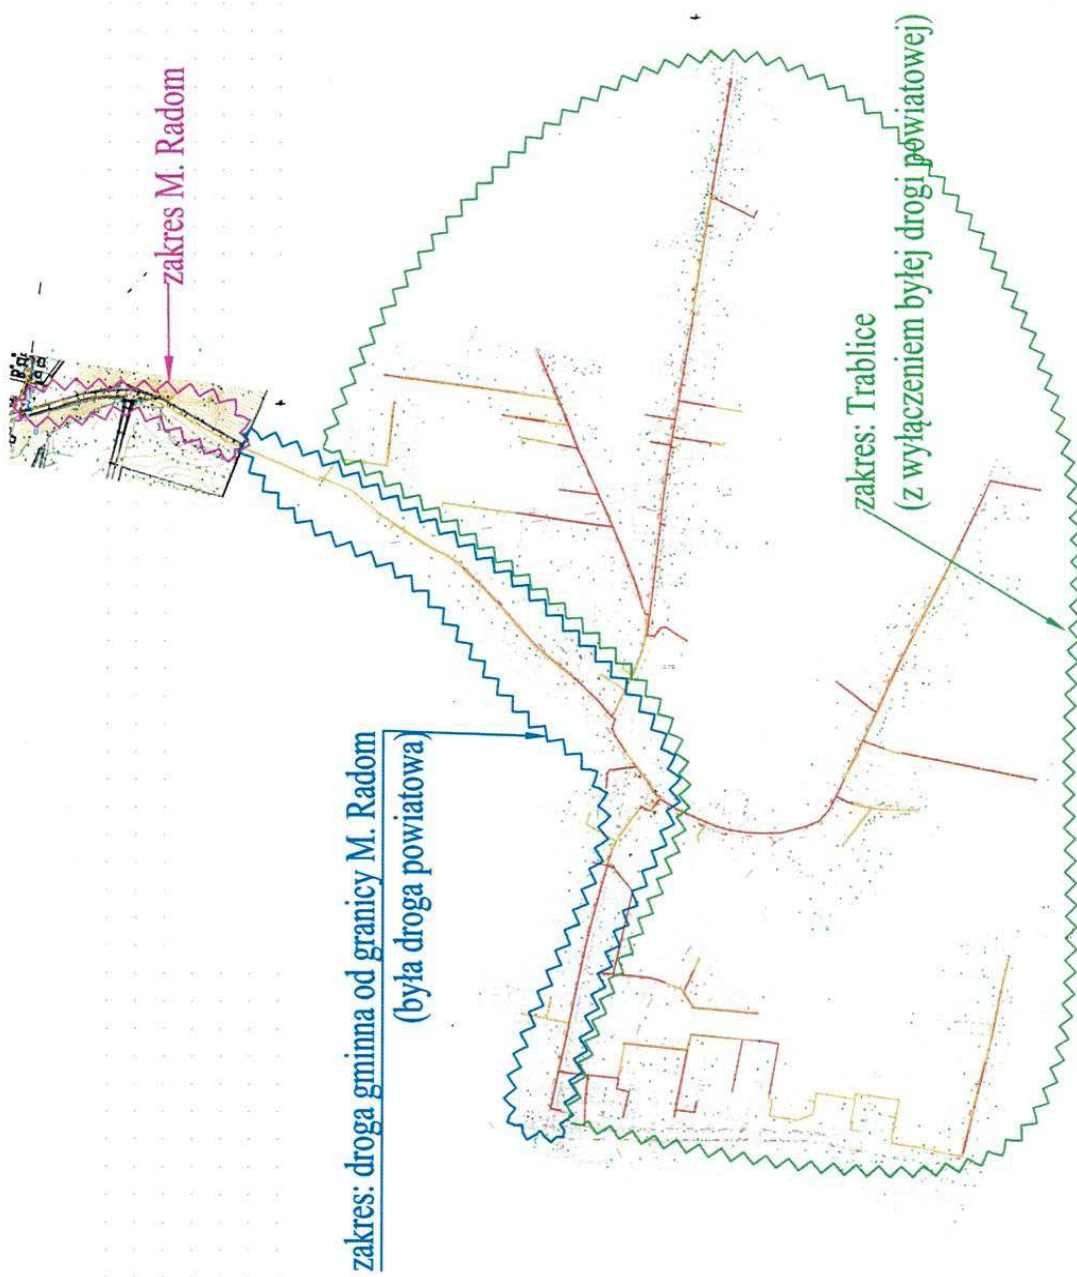 zakres M. Radom
zakres: droga gminna od granicy M. Radom
(była droga powiatowa)
zakres: Trablice
(z wyłączeniem byłej drogi powiatowej)